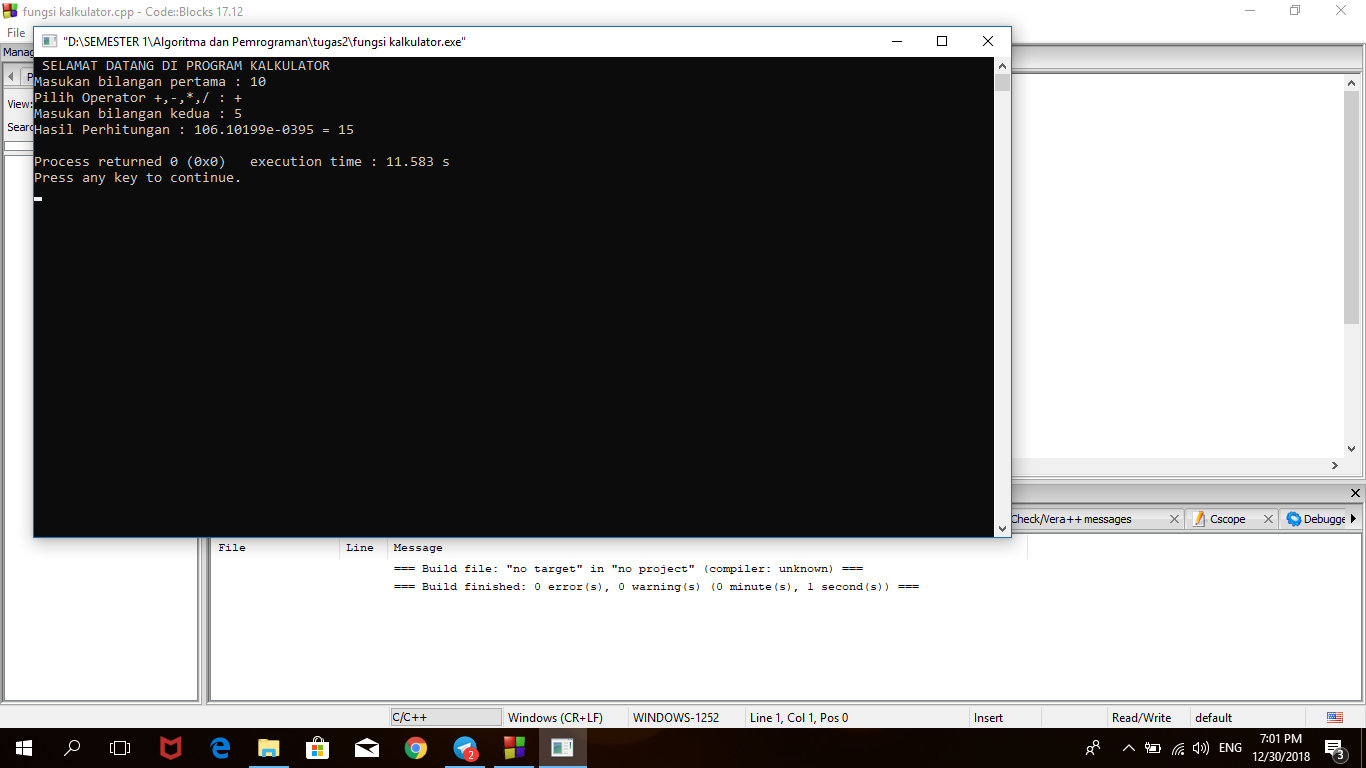 fungsi kalkulator.cpp - Code::Blocks 17.12
File
Manag
"D:\SEMESTER 1\Algoritma dan Pemrograman\tugas2\fungsi kalkulator.exe"
SELAMAT DATANG DI PROGRAM KALKULATOR
Masukan bilangan pertama : 10
Pilih Operator +,-,*,/ : +
Masukan bilangan kedua : 5
Hasil Perhitungan : 106.10199e-0395 = 15
Process returned 0 (0x0)   execution time : 11.583 s
Press any key to continue.
P
View:
Searc
Check/Vera++ messages
Cscope
Debugge
File Line Message
=== Build file: "no target" in "no project" (compiler: unknown) ===
=== Build finished: 0 error(s), 0 warning(s) (0 minute(s), 1 second(s)) ===
C/C++ Windows (CR+LF) WINDOWS-1252 Line 1, Col 1, Pos 0 Insert Read/Write default
2
ENG
7:01 PM
12/30/2018
3